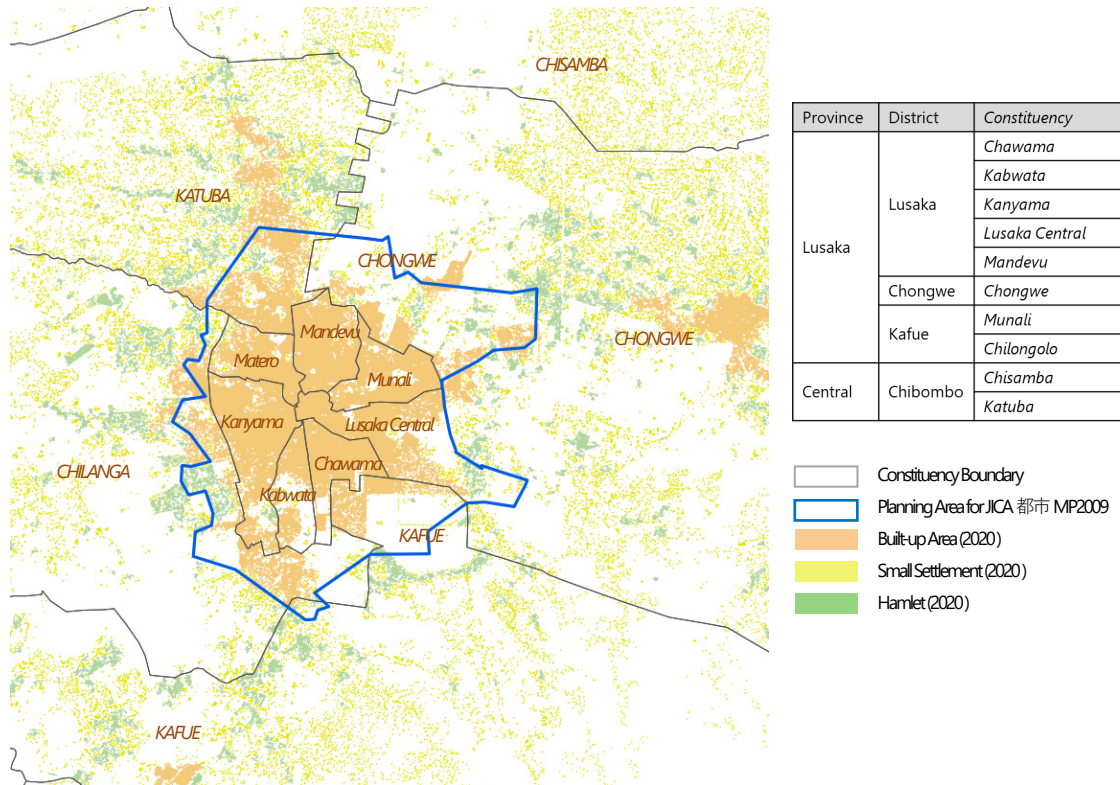 CHISAMBA
KATUBA
CHONGWE
CHONGWE
Mandevu
Matero
Munali
Kanyama
Lusaka Central
Chawama
CHILANGA
Kabwata
KAFUE
KAFUE
Province District Constituency
Lusaka Lusaka Chawama
Kabwata
Kanyama
Lusaka Central
Mandevu
Chongwe Chongwe
Kafue Munali
Chilongolo
Central Chibombo Chisamba
Katuba
Constituency Boundary
Planning Area for JICA 都市 MP2009
Built-up Area (2020)
Small Settlement (2020)
Hamlet (2020)